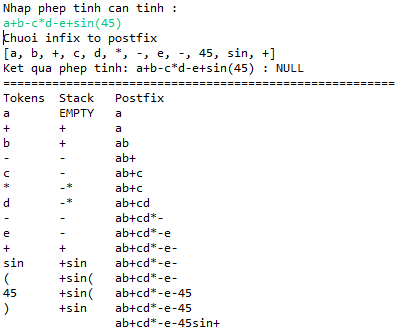 Nhap phep tinh can tinh :
a+b-c*d-e+sin(45)
Chuoi infix to postfix
[a, b, +, c, d, *, -, e, -, 45, sin, +]
Ket qua phep tinh: a+b-c*d-e+sin(45) : NULL
========================================================
Tokens Stack Postfix
a EMPTY a
+ + a
b + ab
- - ab+
c - ab+c
* -* ab+c
d -* ab+cd
- - ab+cd*-
e - ab+cd*-e
+ + ab+cd*-e-
sin +sin ab+cd*-e-
( +sin( ab+cd*-e-
45 +sin( ab+cd*-e-45
) +sin ab+cd*-e-45
ab+cd*-e-45sin+